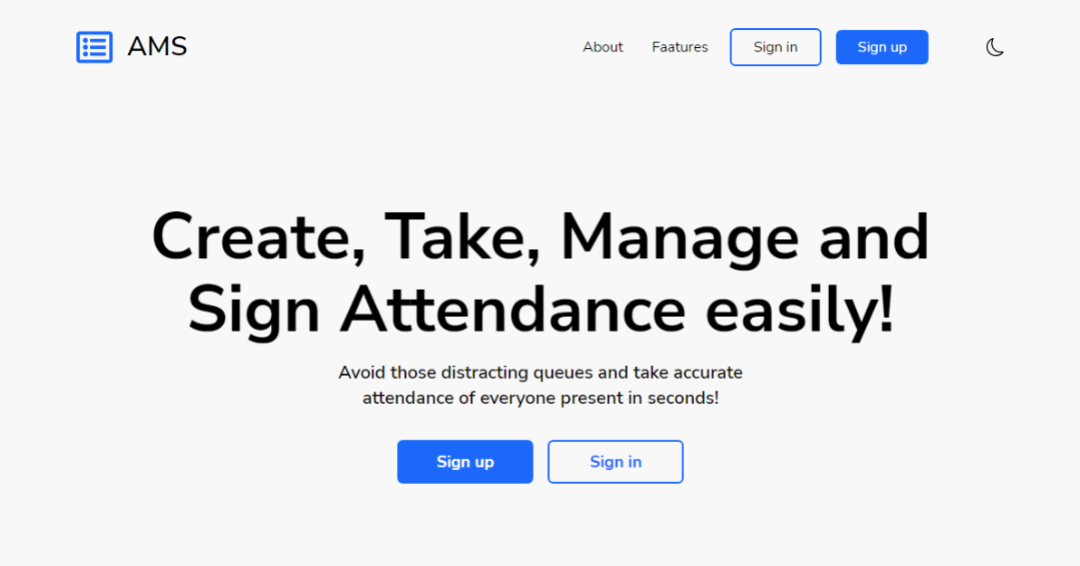 AMS
About
Faatures
Sign in
Sign up
Create, Take, Manage and
Sign Attendance easily!
Avoid those distracting queues and take accurate
attendance of everyone present in seconds!
Sign up
Sign in